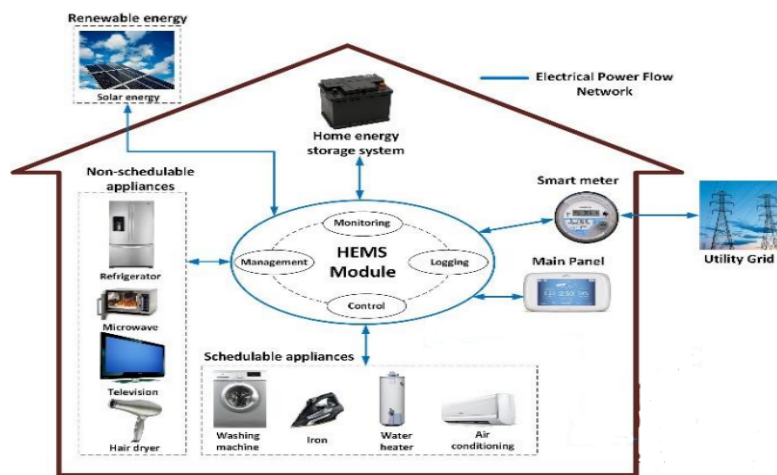 Renewable energy
Solar energy
Electrical Power Flow
Network
Home energy
storage system
Non-schedulable
appliances
Refrigerator
Microwave
Television
Hair dryer
Monitoring
Management
HEMS
Module
Logging
Control
Smart meter
Utility Grid
Main Panel
Schedulable appliances
Washing
machine
Iron
Water
heater
Air
conditioning